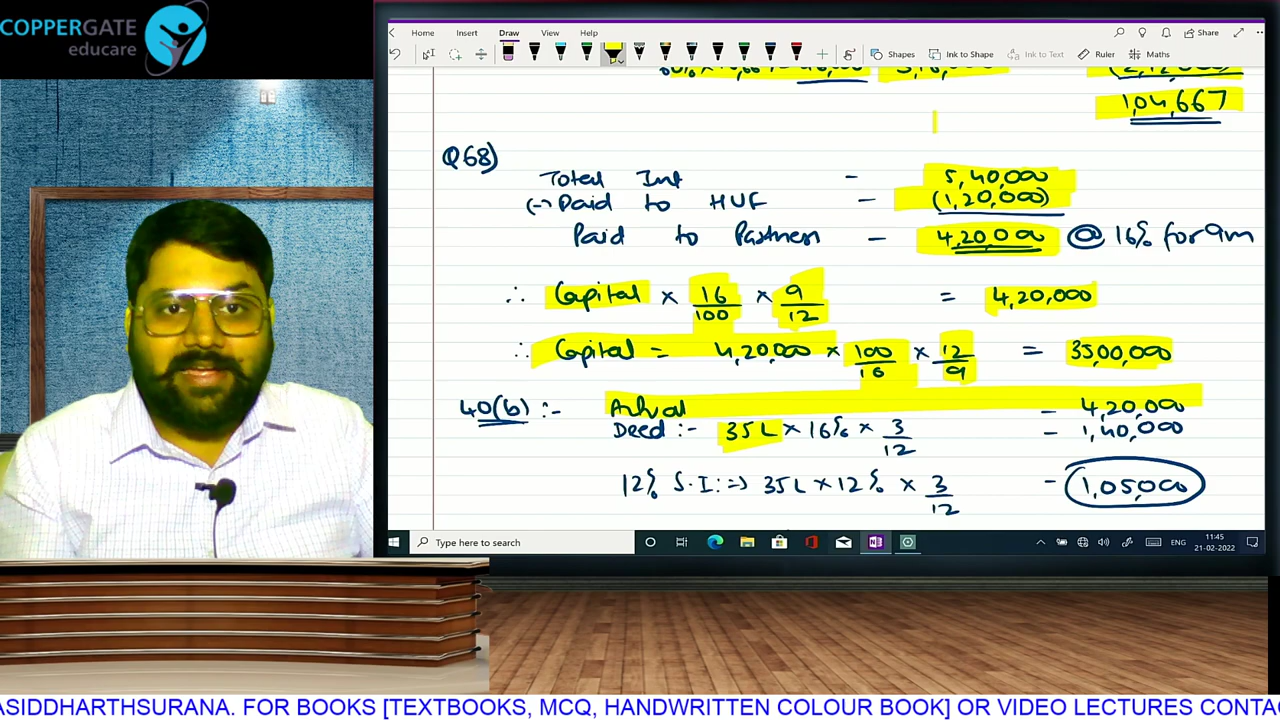 COPPERGATE
educare
Home Insert Draw View Help
Share
Shapes Ink to Shape Ink to Text Ruler Maths
1,04,667
Q68)
Total Int - 5,40,000
(-) Paid to HUF - (1,20,000)
Paid to Partners - 4,20,000 @ 16% for 9m
∴ Capital × 16/100 × 9/12 = 4,20,000
∴ Capital = 4,20,000 × 100/16 × 12/9 = 35,00,000
40(b) :- Actual - 4,20,000
Deed :- 35L × 16% × 3/12 - 1,40,000
12% S.I. :⇒ 35L × 12% × 3/12 - 1,05,000
Type here to search
ENG
11:45
21-02-2022
ASIDDHARTHSURANA. FOR BOOKS [TEXTBOOKS, MCQ, HANDWRITTEN COLOUR BOOK] OR VIDEO LECTURES CONTA